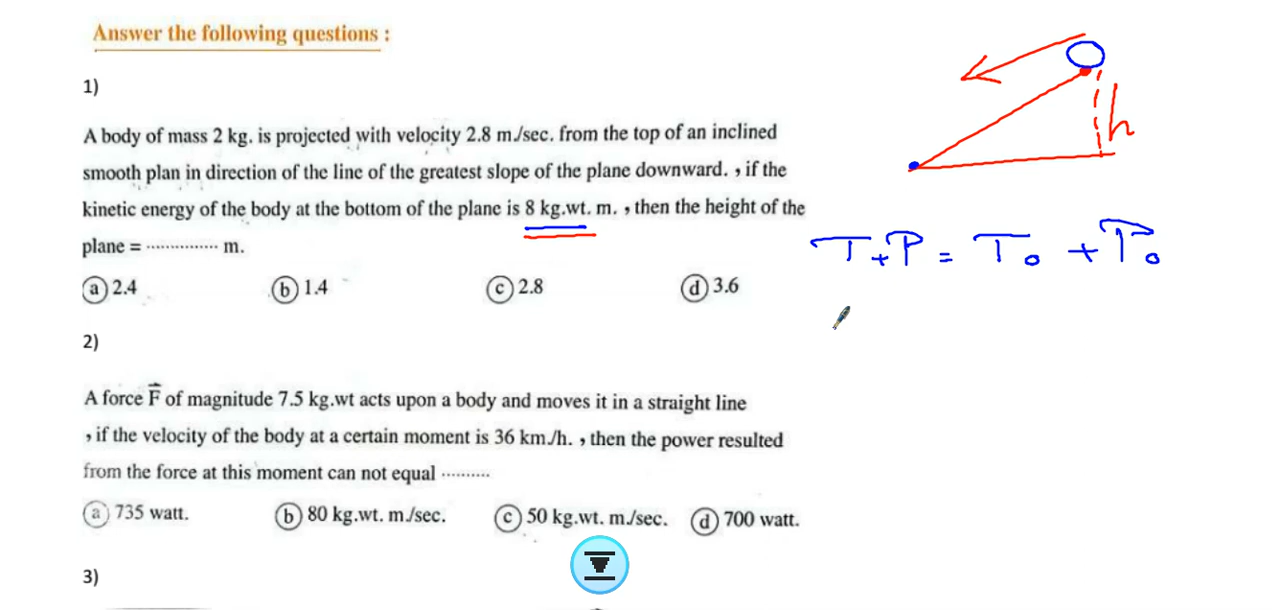 Answer the following questions :
1)
A body of mass 2 kg. is projected with velocity 2.8 m./sec. from the top of an inclined
smooth plan in direction of the line of the greatest slope of the plane downward. , if the
kinetic energy of the body at the bottom of the plane is 8 kg.wt. m. , then the height of the
plane = ··············· m.
ⓐ 2.4 ⓑ 1.4 ⓒ 2.8 ⓓ 3.6
h
T + P = T₀ + P₀
2)
A force F⃗ of magnitude 7.5 kg.wt acts upon a body and moves it in a straight line
, if the velocity of the body at a certain moment is 36 km./h. , then the power resulted
from the force at this moment can not equal ··········
ⓐ 735 watt. ⓑ 80 kg.wt. m./sec. ⓒ 50 kg.wt. m./sec. ⓓ 700 watt.
3)